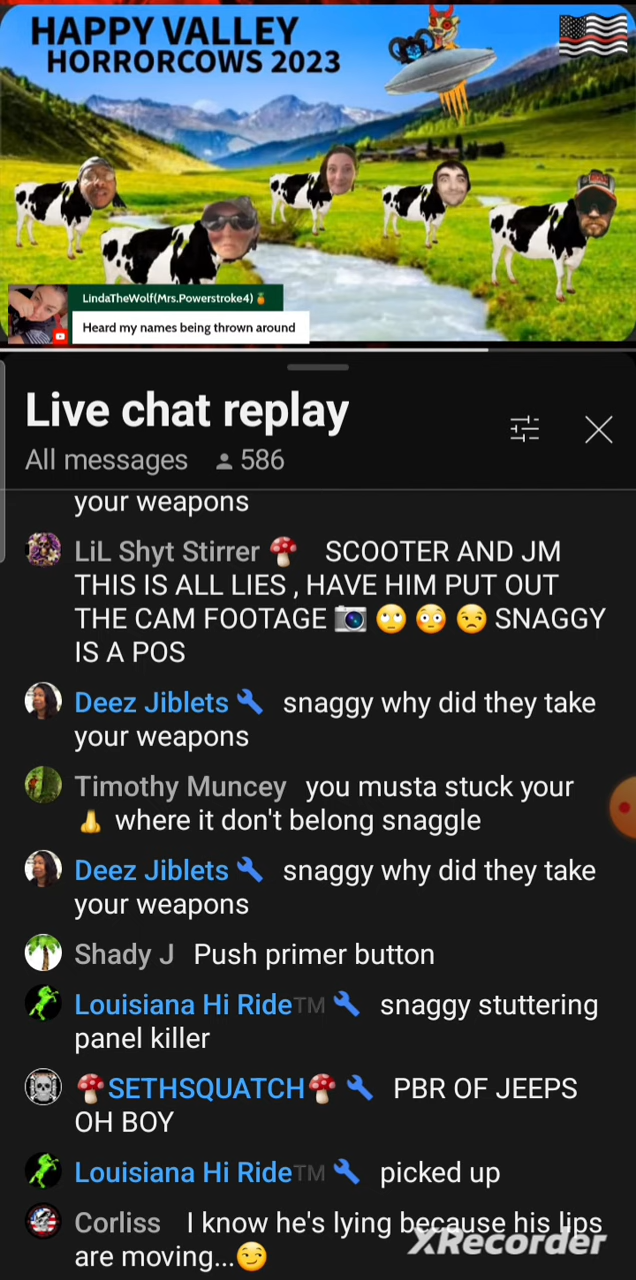 HAPPY VALLEY
HORRORCOWS 2023
LindaTheWolf(Mrs.Powerstroke4)🍍
Heard my names being thrown around
Live chat replay
All messages 586
your weapons
LiL Shyt Stirrer 🍄 SCOOTER AND JM
THIS IS ALL LIES , HAVE HIM PUT OUT
THE CAM FOOTAGE 📷 🙄 😳 😒 SNAGGY
IS A POS
Deez Jiblets 🔧 snaggy why did they take
your weapons
Timothy Muncey you musta stuck your
👃 where it don't belong snaggle
Deez Jiblets 🔧 snaggy why did they take
your weapons
Shady J Push primer button
Louisiana Hi Ride™ 🔧 snaggy stuttering
panel killer
🍄SETHSQUATCH🍄 🔧 PBR OF JEEPS
OH BOY
Louisiana Hi Ride™ 🔧 picked up
Corliss I know he's lying because his lips
are moving...😏
XRecorder